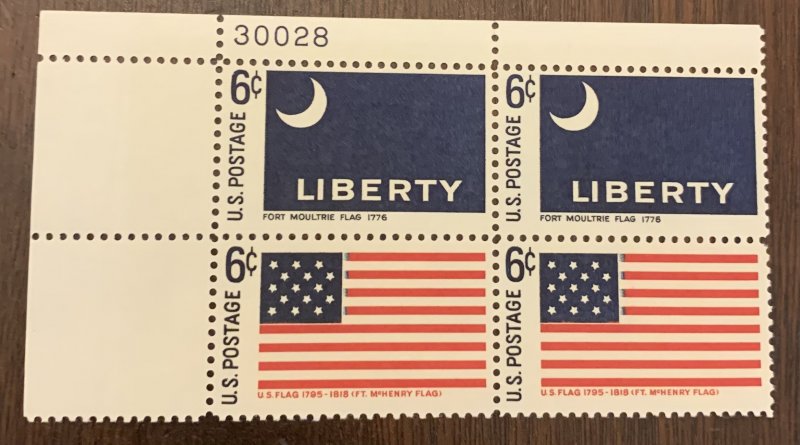 30028
6¢
U.S. POSTAGE
LIBERTY
FORT MOULTRIE FLAG 1776
6¢
U.S. POSTAGE
LIBERTY
FORT MOULTRIE FLAG 1776
6¢
U.S. POSTAGE
U.S. FLAG 1795-1818 (FT. McHENRY FLAG)
6¢
U.S. POSTAGE
U.S. FLAG 1795-1818 (FT. McHENRY FLAG)